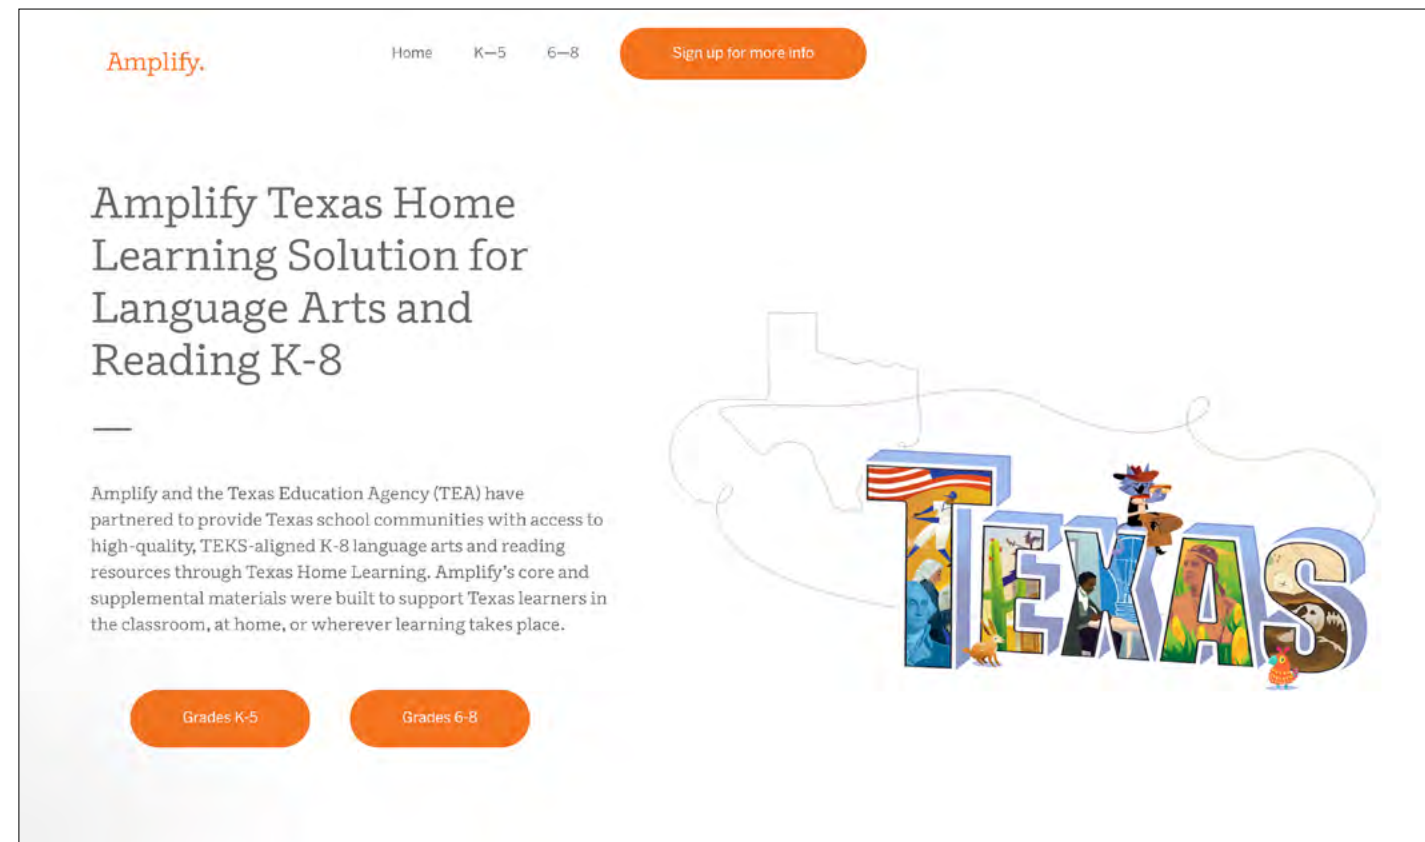 Amplify.
Home K—5 6—8 Sign up for more info
Amplify Texas Home
Learning Solution for
Language Arts and
Reading K-8
Amplify and the Texas Education Agency (TEA) have
partnered to provide Texas school communities with access to
high-quality, TEKS-aligned K-8 language arts and reading
resources through Texas Home Learning. Amplify's core and
supplemental materials were built to support Texas learners in
the classroom, at home, or wherever learning takes place.
TEXAS
Grades K-5 Grades 6-8